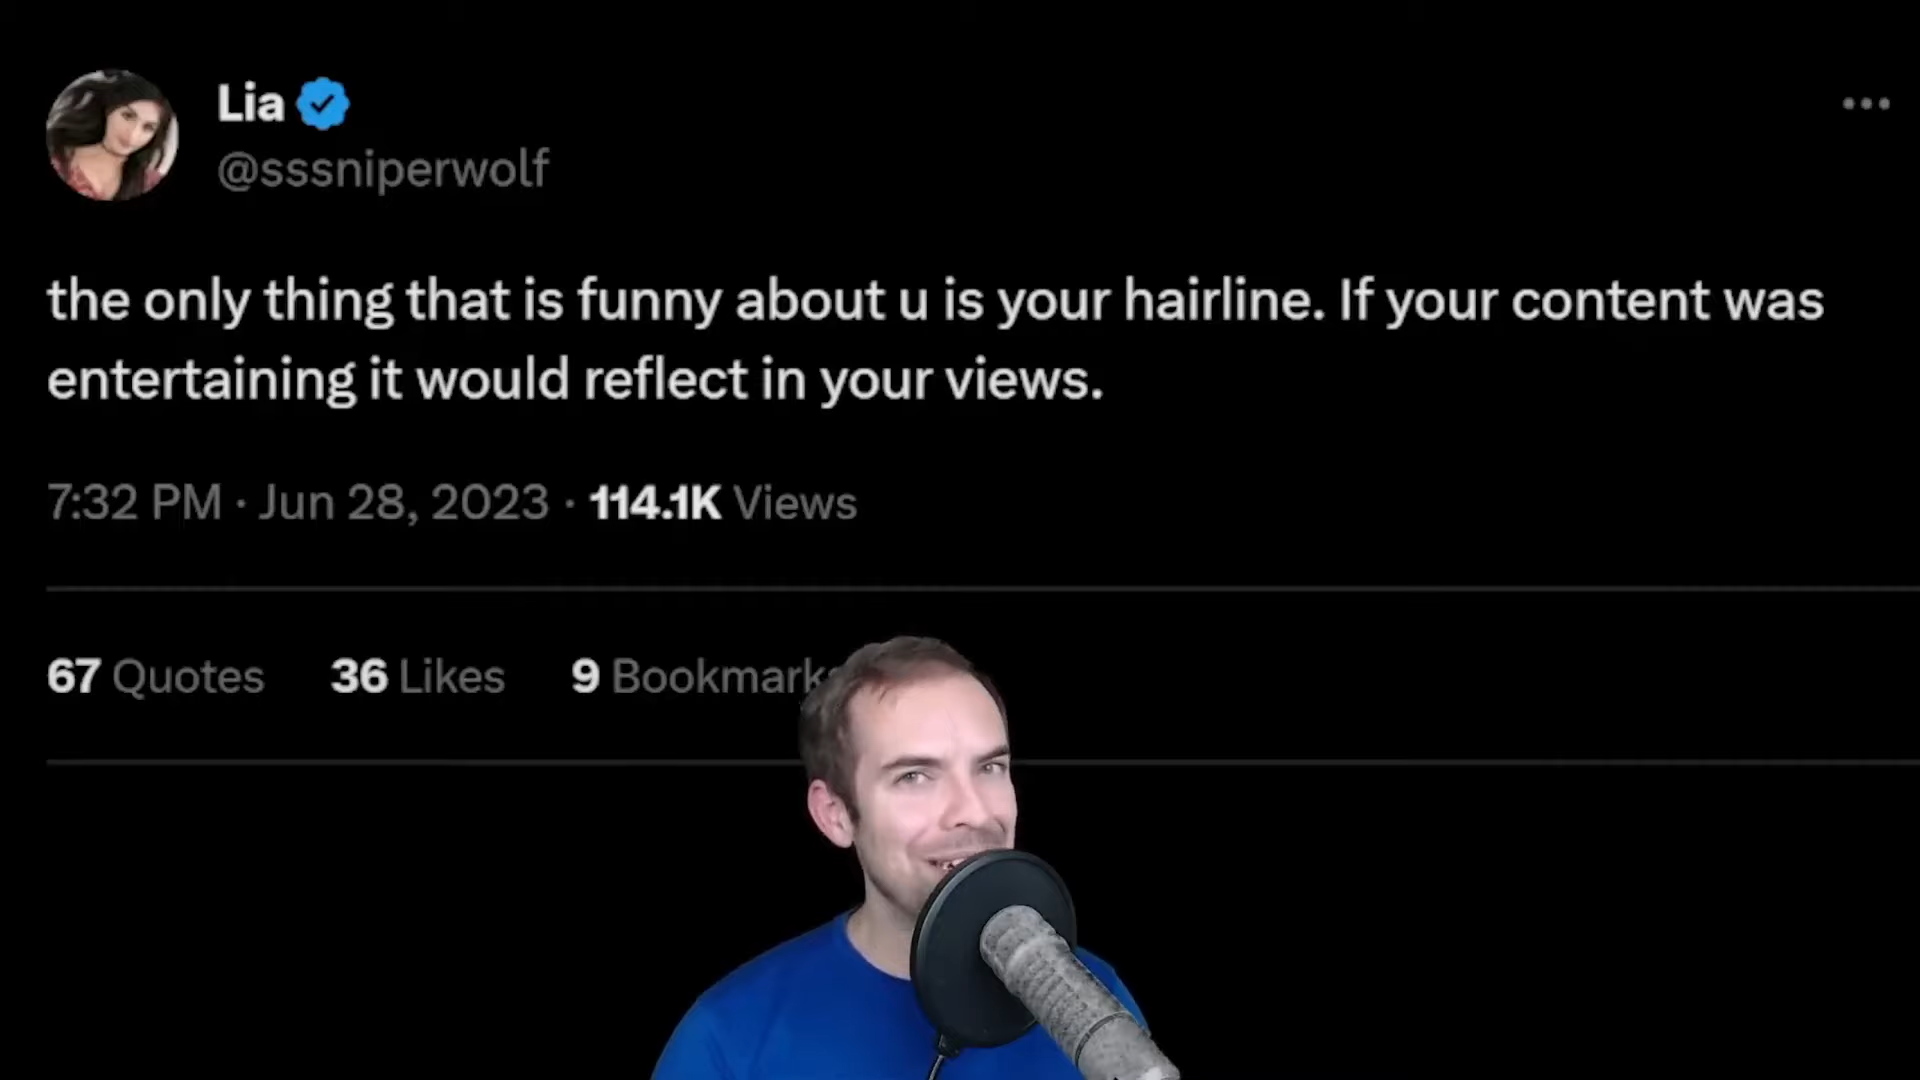 Lia
@sssniperwolf
the only thing that is funny about u is your hairline. If your content was
entertaining it would reflect in your views.
7:32 PM · Jun 28, 2023 · 114.1K Views
67 Quotes 36 Likes 9 Bookmarks